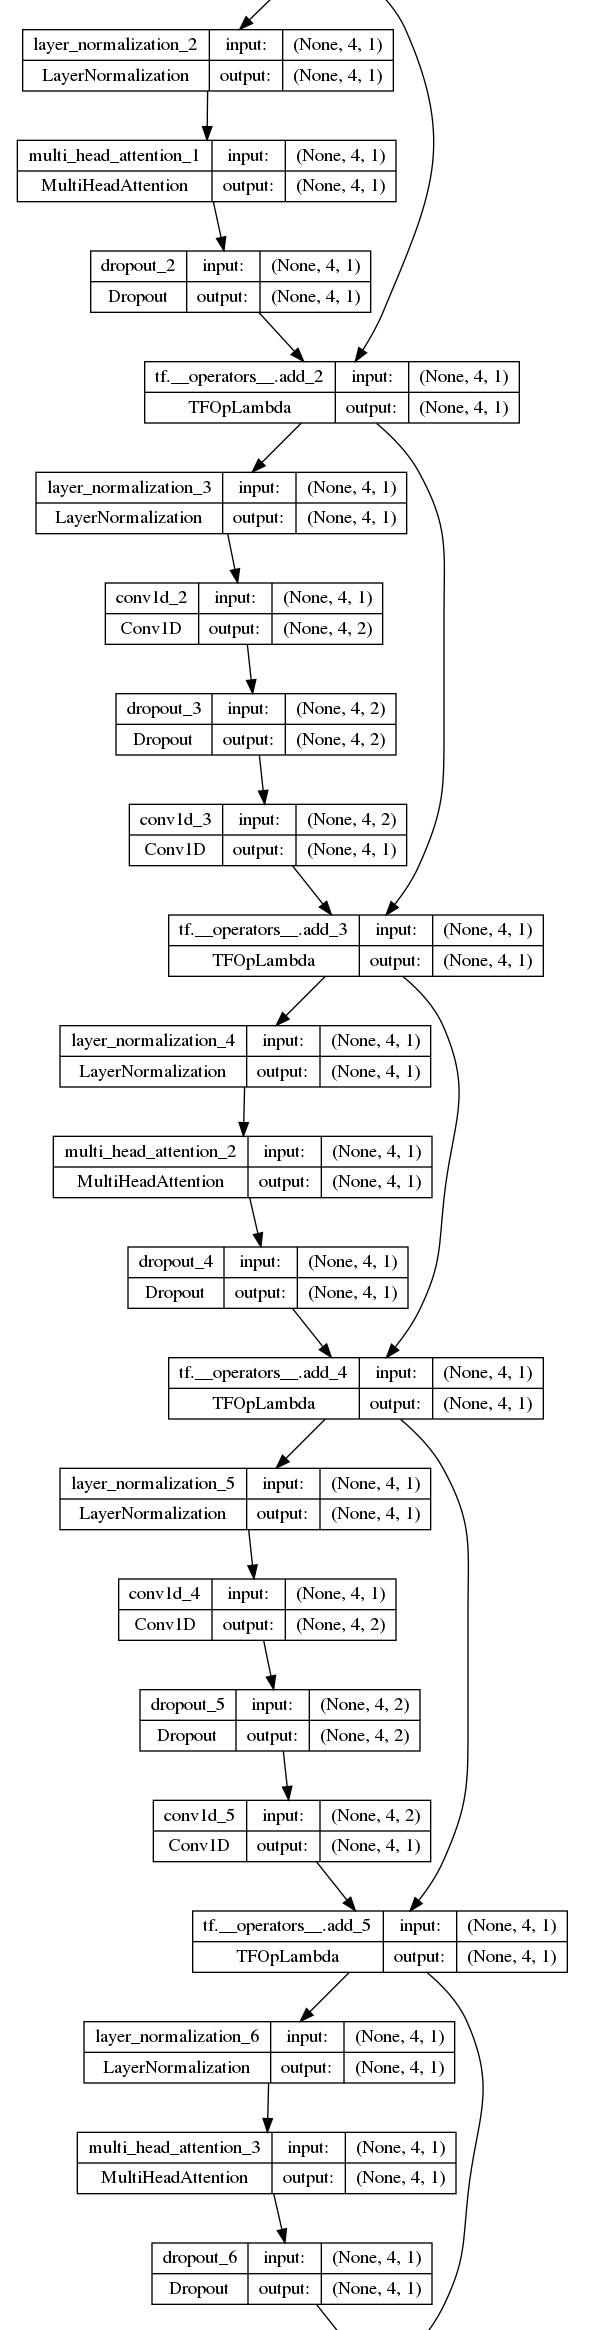 layer_normalization_2 input: (None, 4, 1)
LayerNormalization output: (None, 4, 1)
multi_head_attention_1 input: (None, 4, 1)
MultiHeadAttention output: (None, 4, 1)
dropout_2 input: (None, 4, 1)
Dropout output: (None, 4, 1)
tf.__operators__.add_2 input: (None, 4, 1)
TFOpLambda output: (None, 4, 1)
layer_normalization_3 input: (None, 4, 1)
LayerNormalization output: (None, 4, 1)
conv1d_2 input: (None, 4, 1)
Conv1D output: (None, 4, 2)
dropout_3 input: (None, 4, 2)
Dropout output: (None, 4, 2)
conv1d_3 input: (None, 4, 2)
Conv1D output: (None, 4, 1)
tf.__operators__.add_3 input: (None, 4, 1)
TFOpLambda output: (None, 4, 1)
layer_normalization_4 input: (None, 4, 1)
LayerNormalization output: (None, 4, 1)
multi_head_attention_2 input: (None, 4, 1)
MultiHeadAttention output: (None, 4, 1)
dropout_4 input: (None, 4, 1)
Dropout output: (None, 4, 1)
tf.__operators__.add_4 input: (None, 4, 1)
TFOpLambda output: (None, 4, 1)
layer_normalization_5 input: (None, 4, 1)
LayerNormalization output: (None, 4, 1)
conv1d_4 input: (None, 4, 1)
Conv1D output: (None, 4, 2)
dropout_5 input: (None, 4, 2)
Dropout output: (None, 4, 2)
conv1d_5 input: (None, 4, 2)
Conv1D output: (None, 4, 1)
tf.__operators__.add_5 input: (None, 4, 1)
TFOpLambda output: (None, 4, 1)
layer_normalization_6 input: (None, 4, 1)
LayerNormalization output: (None, 4, 1)
multi_head_attention_3 input: (None, 4, 1)
MultiHeadAttention output: (None, 4, 1)
dropout_6 input: (None, 4, 1)
Dropout output: (None, 4, 1)